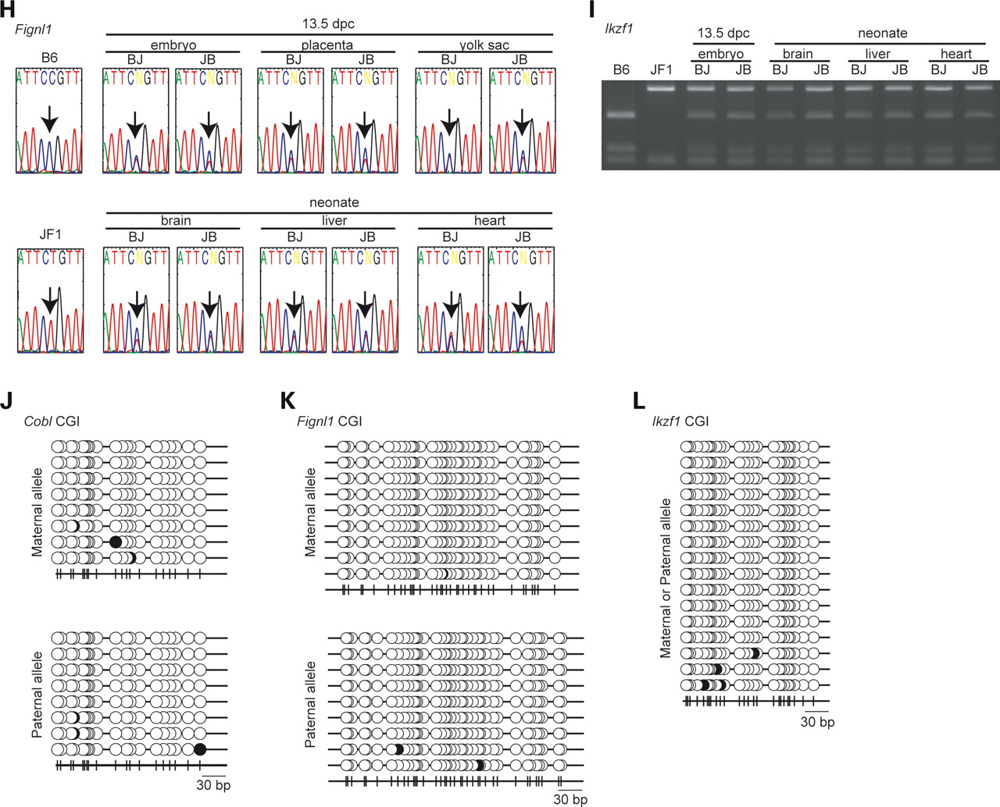 H
Fignl1
13.5 dpc
embryo placenta yolk sac
B6 BJ JB BJ JB BJ JB
ATTCCGTT ATTCNGTT ATTCNGTT ATTCNGTT ATTCNGTT ATTCNGTT ATTCNGTT
neonate
brain liver heart
JF1 BJ JB BJ JB BJ JB
ATTCTGTT ATTCNGTT ATTCNGTT ATTCNGTT ATTCNGTT ATTCNGTT ATTCNGTT
I
Ikzf1
13.5 dpc neonate
embryo brain liver heart
B6 JF1 BJ JB BJ JB BJ JB BJ JB
J
Cobl CGI
Maternal allele
Paternal allele
30 bp
K
Fignl1 CGI
Maternal allele
Paternal allele
30 bp
L
Ikzf1 CGI
Maternal or Paternal allele
30 bp